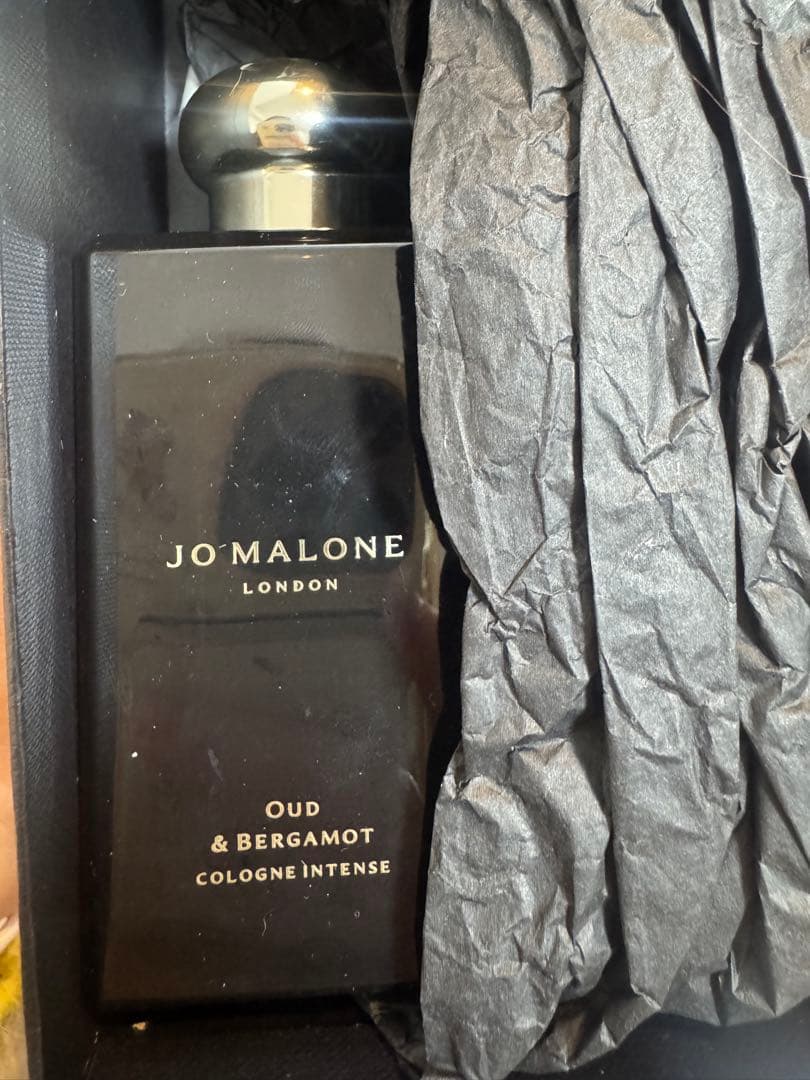 JO MALONE
LONDON
OUD
& BERGAMOT
COLOGNE INTENSE